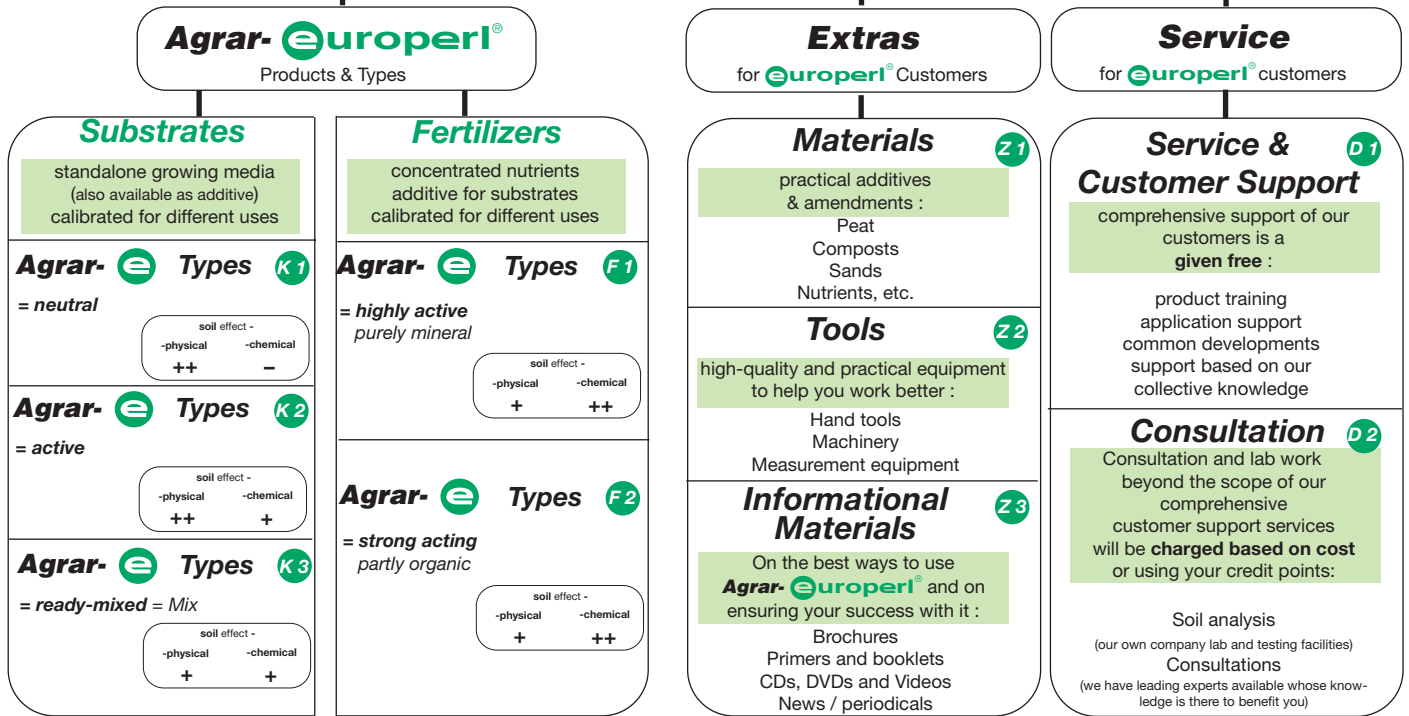 Agrar- europerl®
Products & Types
Substrates
standalone growing media
(also available as additive)
calibrated for different uses
Agrar- e Types K 1
= neutral
soil effect -
-physical -chemical
++ –
Agrar- e Types K 2
= active
soil effect -
-physical -chemical
++ +
Agrar- e Types K 3
= ready-mixed = Mix
soil effect -
-physical -chemical
+ +
Fertilizers
concentrated nutrients
additive for substrates
calibrated for different uses
Agrar- e Types F 1
= highly active
purely mineral
soil effect -
-physical -chemical
+ ++
Agrar- e Types F 2
= strong acting
partly organic
soil effect -
-physical -chemical
+ ++
Extras
for europerl® Customers
Materials Z 1
practical additives
& amendments :
Peat
Composts
Sands
Nutrients, etc.
Tools Z 2
high-quality and practical equipment
to help you work better :
Hand tools
Machinery
Measurement equipment
Informational Z 3
Materials
On the best ways to use
Agrar- europerl® and on
ensuring your success with it :
Brochures
Primers and booklets
CDs, DVDs and Videos
News / periodicals
Service
for europerl® customers
Service & D 1
Customer Support
comprehensive support of our
customers is a
given free :
product training
application support
common developments
support based on our
collective knowledge
Consultation D 2
Consultation and lab work
beyond the scope of our
comprehensive
customer support services
will be charged based on cost
or using your credit points:
Soil analysis
(our own company lab and testing facilities)
Consultations
(we have leading experts available whose know-
ledge is there to benefit you)